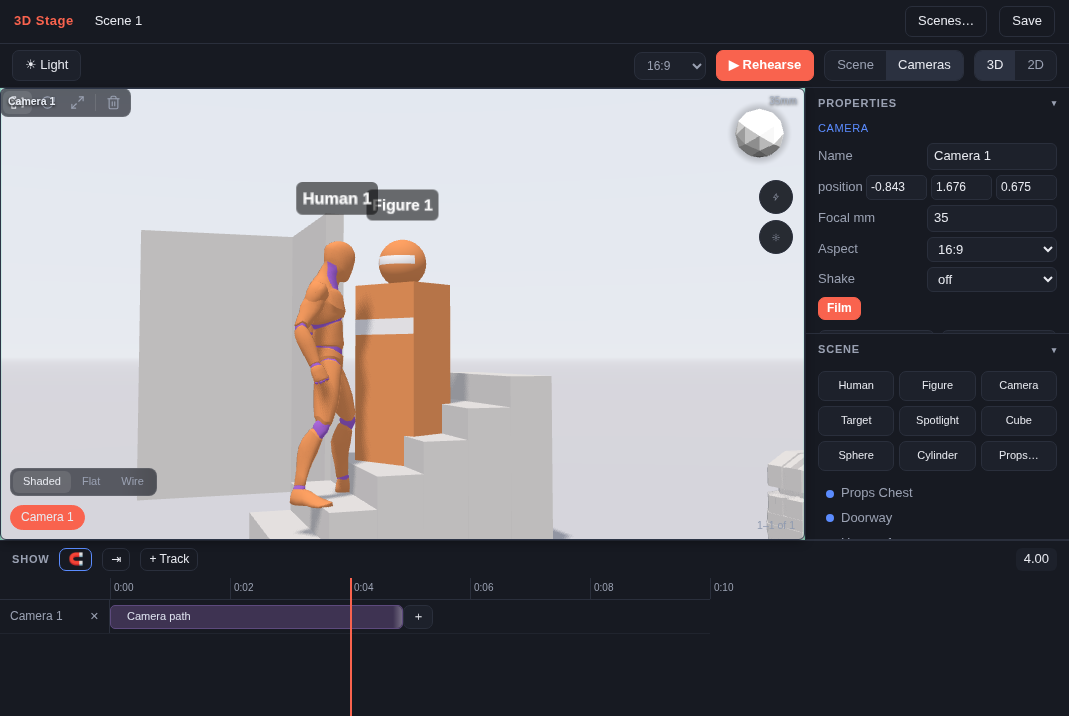 3D Stage
Scene 1
Scenes…
Save
☀ Light
16:9
▶ Rehearse
Scene
Cameras
3D
2D
Camera 1
35mm
Human 1
Figure 1
Shaded
Flat
Wire
Camera 1
1–1 of 1
PROPERTIES
CAMERA
Name
Camera 1
position
-0.843
1.676
0.675
Focal mm
35
Aspect
16:9
Shake
off
Film
SCENE
Human
Figure
Camera
Target
Spotlight
Cube
Sphere
Cylinder
Props…
Props Chest
Doorway
SHOW
+ Track
4.00
0:00
0:02
0:04
0:06
0:08
0:10
Camera 1
Camera path
+